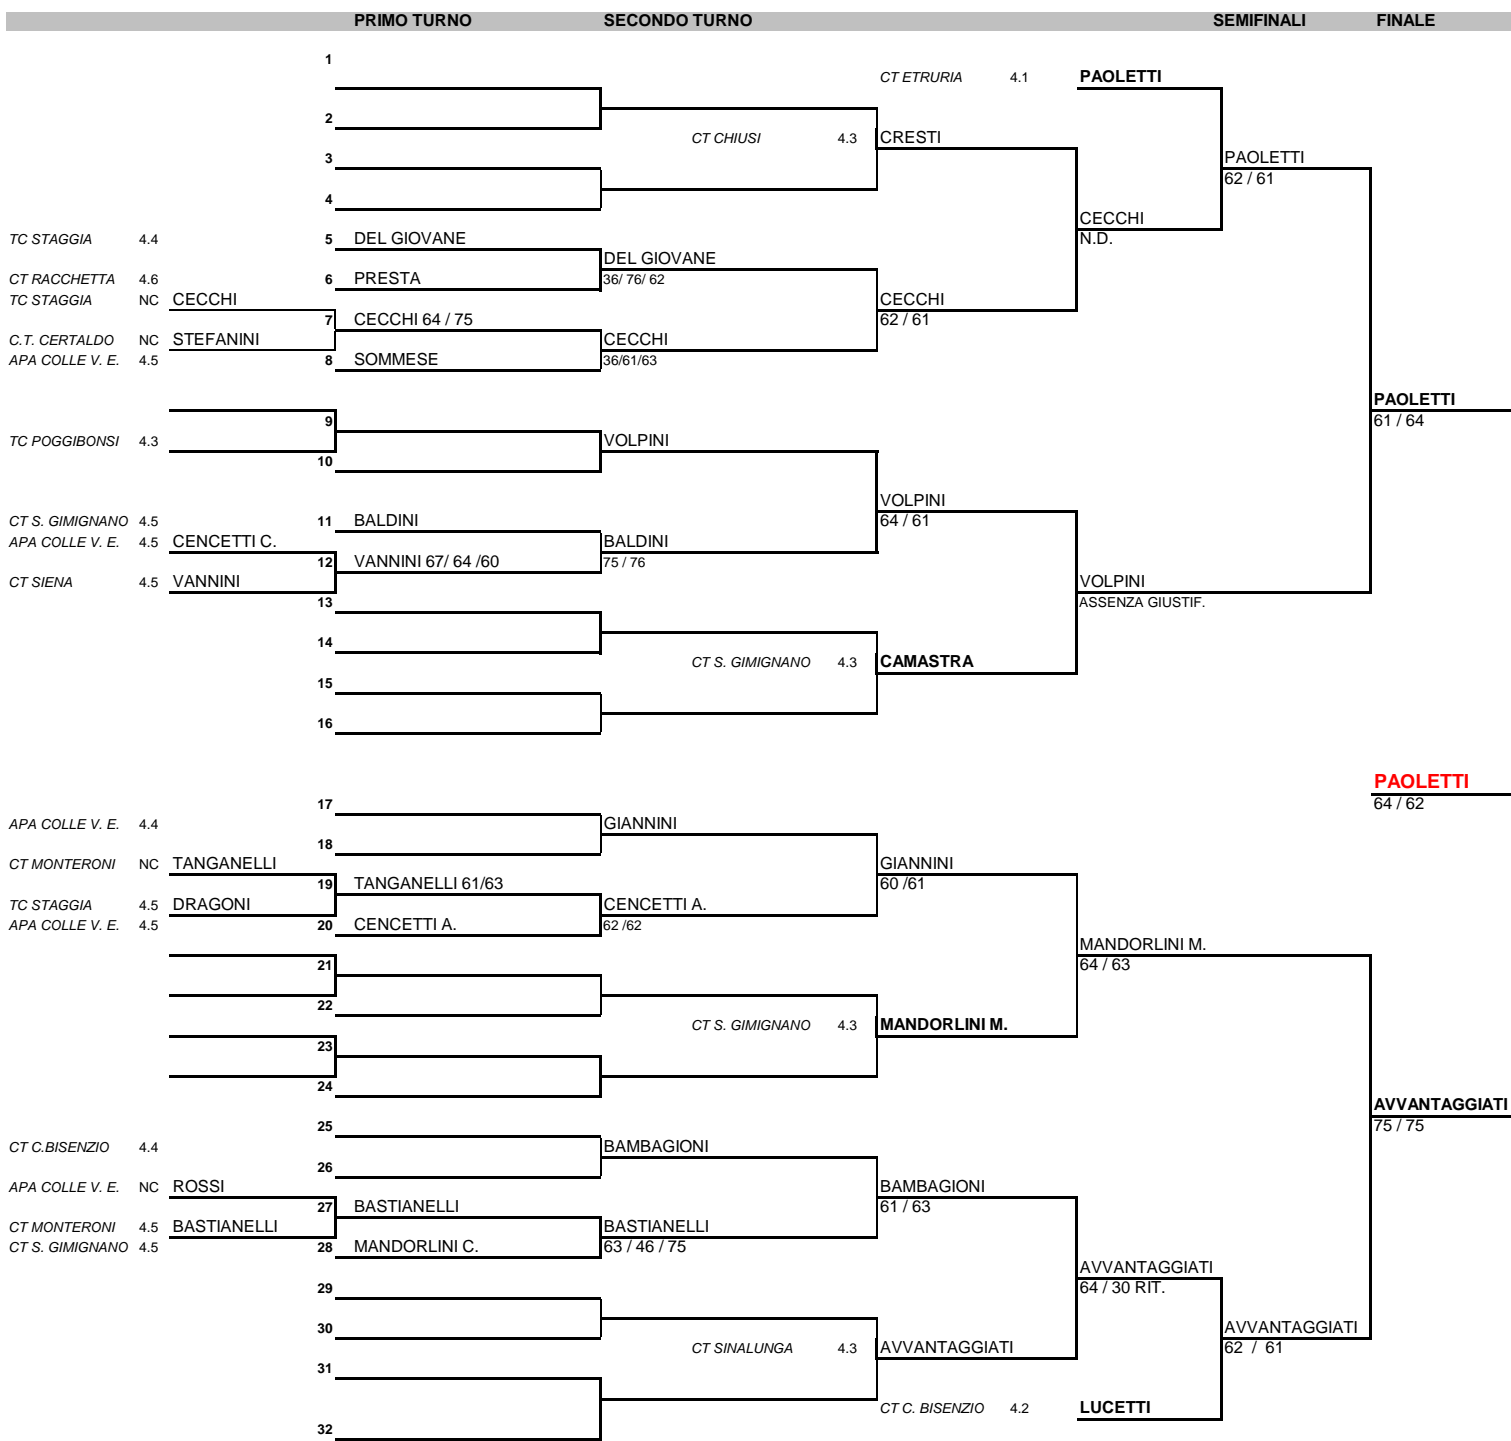 PRIMO TURNO SECONDO TURNO SEMIFINALI FINALE
1
CT ETRURIA 4.1 PAOLETTI
2
CT CHIUSI 4.3 CRESTI
3 PAOLETTI
62 / 61
4
CECCHI
TC STAGGIA 4.4 5 DEL GIOVANE N.D.
DEL GIOVANE
CT RACCHETTA 4.6 6 PRESTA 36/ 76/ 62
TC STAGGIA NC CECCHI CECCHI
7 CECCHI 64 / 75 62 / 61
C.T. CERTALDO NC STEFANINI CECCHI
APA COLLE V. E. 4.5 8 SOMMESE 36/61/63
PAOLETTI
9 61 / 64
TC POGGIBONSI 4.3 VOLPINI
10
VOLPINI
CT S. GIMIGNANO 4.5 11 BALDINI 64 / 61
APA COLLE V. E. 4.5 CENCETTI C. BALDINI
12 VANNINI 67/ 64 /60 75 / 76
CT SIENA 4.5 VANNINI VOLPINI
13 ASSENZA GIUSTIF.
14
CT S. GIMIGNANO 4.3 CAMASTRA
15
16
PAOLETTI
17 64 / 62
APA COLLE V. E. 4.4 GIANNINI
18
CT MONTERONI NC TANGANELLI GIANNINI
19 TANGANELLI 61/63 60 /61
TC STAGGIA 4.5 DRAGONI CENCETTI A.
APA COLLE V. E. 4.5 20 CENCETTI A. 62 /62
MANDORLINI M.
21 64 / 63
22
CT S. GIMIGNANO 4.3 MANDORLINI M.
23
24
AVVANTAGGIATI
25 75 / 75
CT C.BISENZIO 4.4 BAMBAGIONI
26
APA COLLE V. E. NC ROSSI BAMBAGIONI
27 BASTIANELLI 61 / 63
CT MONTERONI 4.5 BASTIANELLI BASTIANELLI
CT S. GIMIGNANO 4.5 28 MANDORLINI C. 63 / 46 / 75
AVVANTAGGIATI
29 64 / 30 RIT.
30 AVVANTAGGIATI
CT SINALUNGA 4.3 AVVANTAGGIATI 62 / 61
31
CT C. BISENZIO 4.2 LUCETTI
32